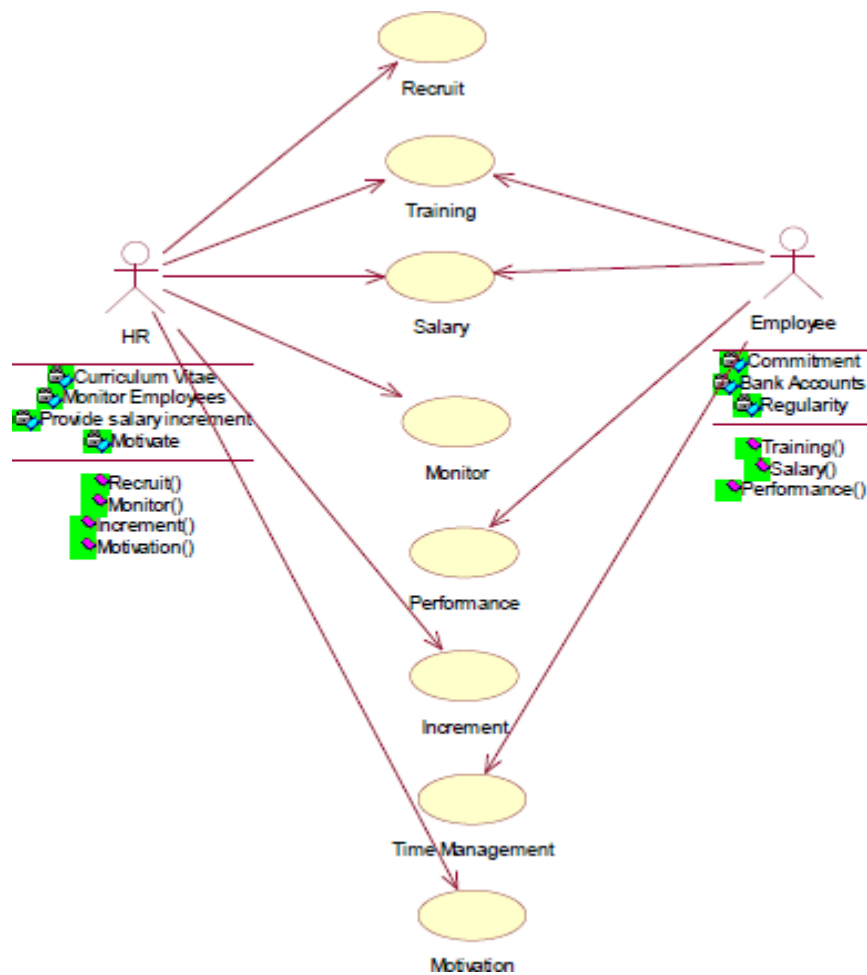 Recruit
Training
Salary
HR
Curriculum Vitae
Monitor Employees
Provide salary increment
Motivate
Recruit()
Monitor()
Increment()
Motivation()
Employee
Commitment
Bank Accounts
Regularity
Training()
Salary()
Performance()
Monitor
Performance
Increment
Time Management
Motivation